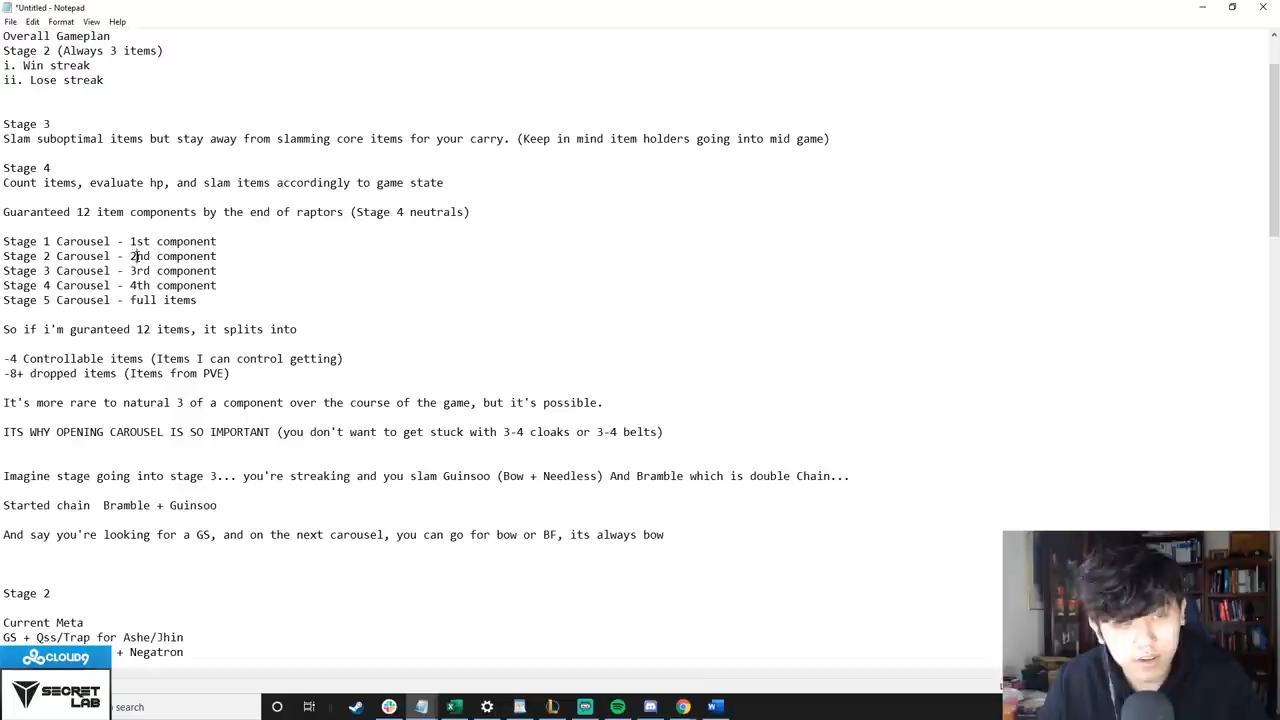 *Untitled - Notepad
File Edit Format View Help
Overall Gameplan
Stage 2 (Always 3 items)
i. Win streak
ii. Lose streak
Stage 3
Slam suboptimal items but stay away from slamming core items for your carry. (Keep in mind item holders going into mid game)
Stage 4
Count items, evaluate hp, and slam items accordingly to game state
Guaranteed 12 item components by the end of raptors (Stage 4 neutrals)
Stage 1 Carousel - 1st component
Stage 2 Carousel - 2nd component
Stage 3 Carousel - 3rd component
Stage 4 Carousel - 4th component
Stage 5 Carousel - full items
So if i'm guranteed 12 items, it splits into
-4 Controllable items (Items I can control getting)
-8+ dropped items (Items from PVE)
It's more rare to natural 3 of a component over the course of the game, but it's possible.
ITS WHY OPENING CAROUSEL IS SO IMPORTANT (you don't want to get stuck with 3-4 cloaks or 3-4 belts)
Imagine stage going into stage 3... you're streaking and you slam Guinsoo (Bow + Needless) And Bramble which is double Chain...
Started chain  Bramble + Guinsoo
And say you're looking for a GS, and on the next carousel, you can go for bow or BF, its always bow
Stage 2
Current Meta
GS + Qss/Trap for Ashe/Jhin
+ Negatron
CLOUD9
SECRET
LAB
search